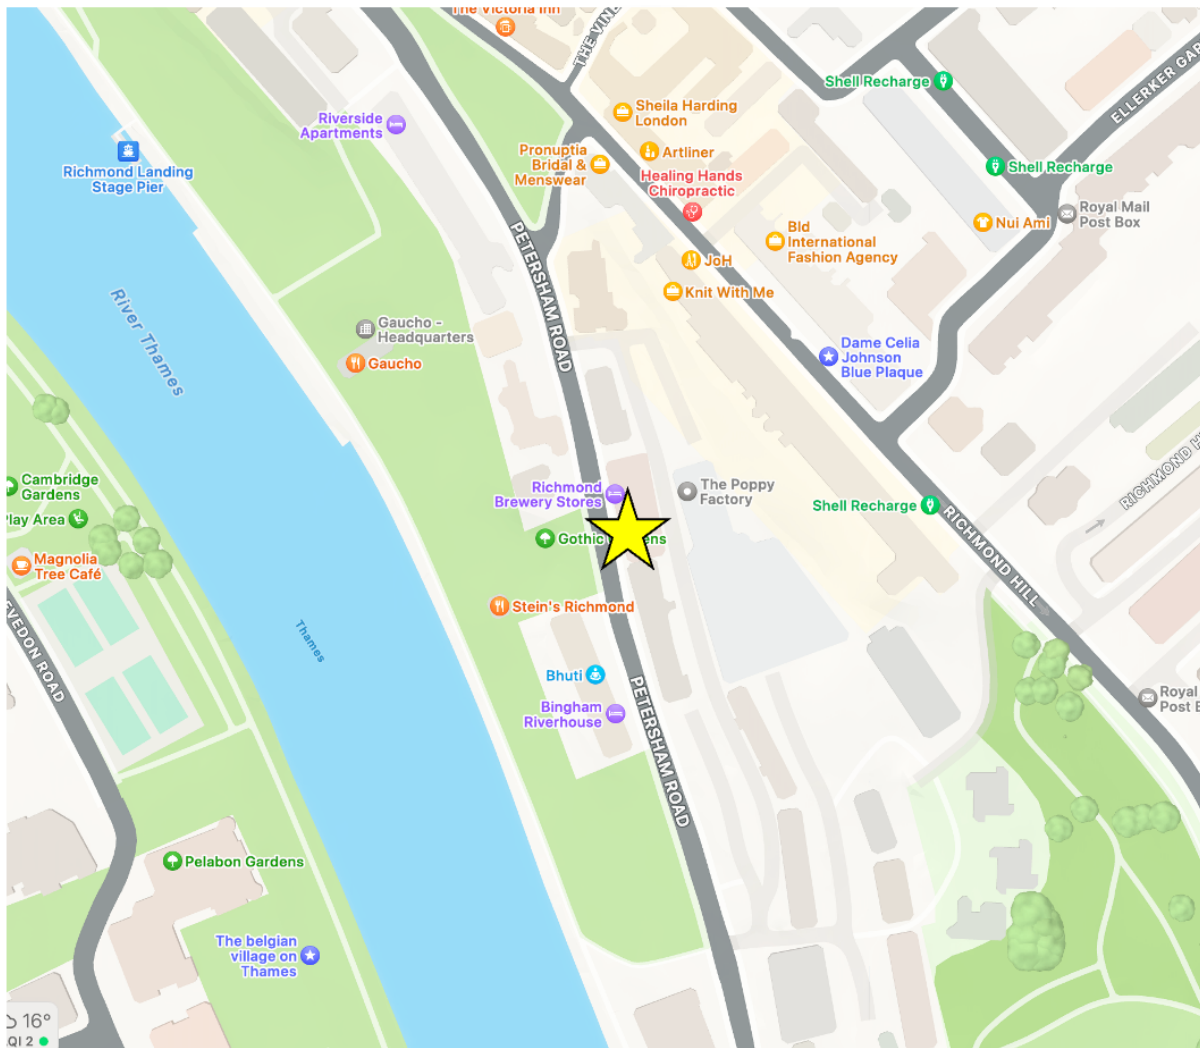 The Victoria Inn
THE VINE
Shell Recharge
ELLERKER GAR
Sheila Harding
London
Riverside
Apartments
Artliner
Pronuptia
Bridal &
Menswear
Richmond Landing
Stage Pier
Healing Hands
Chiropractic
Shell Recharge
Royal Mail
Post Box
Nui Ami
Bld
International
Fashion Agency
PETERSHAM ROAD
JoH
Knit With Me
River Thames
Gaucho -
Headquarters
Gaucho
Dame Celia
Johnson
Blue Plaque
Cambridge
Gardens
Play Area
Richmond
Brewery Stores
The Poppy
Factory
Shell Recharge
RICHMOND H
RICHMOND HILL
Gothic
ens
Magnolia
Tree Café
Stein's Richmond
EVEDON ROAD
Thames
Bhuti
Bingham
Riverhouse
PETERSHAM ROAD
Royal
Post B
Pelabon Gardens
The belgian
village on
Thames
16°
QI 2